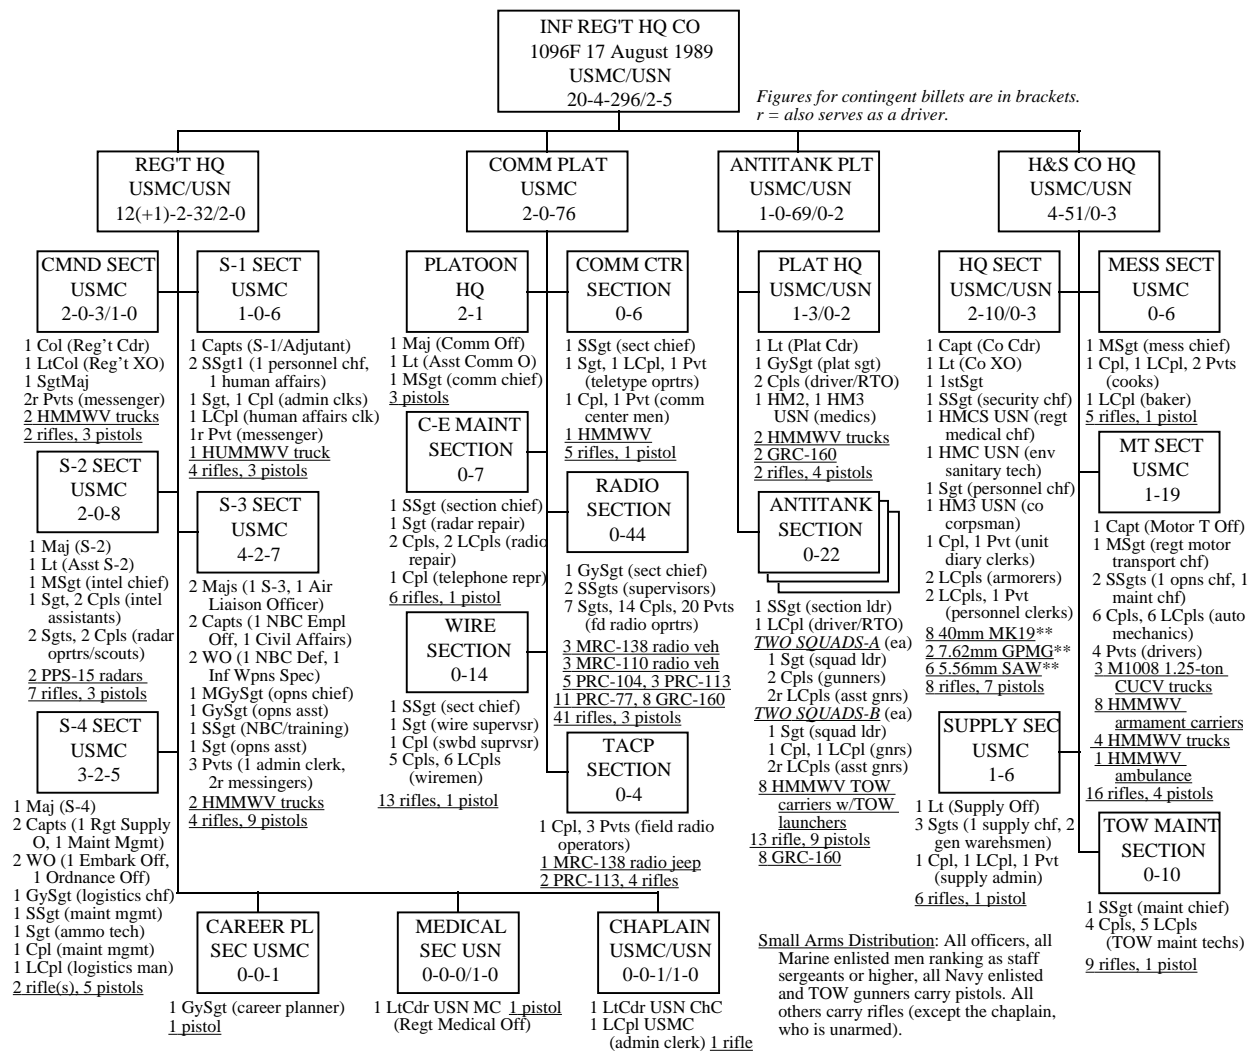 INF REG'T HQ CO
1096F 17 August 1989
USMC/USN
20-4-296/2-5
Figures for contingent billets are in brackets.
r = also serves as a driver.
REG'T HQ
USMC/USN
12(+1)-2-32/2-0
COMM PLAT
USMC
2-0-76
ANTITANK PLT
USMC/USN
1-0-69/0-2
H&S CO HQ
USMC/USN
4-51/0-3
CMND SECT
USMC
2-0-3/1-0
1 Col (Reg't Cdr)
1 LtCol (Reg't XO)
1 SgtMaj
2r Pvts (messenger)
2 HMMWV trucks
2 rifles, 3 pistols
S-1 SECT
USMC
1-0-6
1 Capts (S-1/Adjutant)
2 SSgt1 (1 personnel chf,
1 human affairs)
1 Sgt, 1 Cpl (admin clks)
1 LCpl (human affairs clk)
1r Pvt (messenger)
1 HUMMWV truck
4 rifles, 3 pistols
S-2 SECT
USMC
2-0-8
1 Maj (S-2)
1 Lt (Asst S-2)
1 MSgt (intel chief)
1 Sgt, 2 Cpls (intel
assistants)
2 Sgts, 2 Cpls (radar
oprtrs/scouts)
2 PPS-15 radars
7 rifles, 3 pistols
S-3 SECT
USMC
4-2-7
2 Majs (1 S-3, 1 Air
Liaison Officer)
2 Capts (1 NBC Empl
Off, 1 Civil Affairs)
2 WO (1 NBC Def, 1
Inf Wpns Spec)
1 MGySgt (opns chief)
1 GySgt (opns asst)
1 SSgt (NBC/training)
1 Sgt (opns asst)
3 Pvts (1 admin clerk,
2r messingers)
2 HMMWV trucks
4 rifles, 9 pistols
S-4 SECT
USMC
3-2-5
1 Maj (S-4)
2 Capts (1 Rgt Supply
O, 1 Maint Mgmt)
2 WO (1 Embark Off,
1 Ordnance Off)
1 GySgt (logistics chf)
1 SSgt (maint mgmt)
1 Sgt (ammo tech)
1 Cpl (maint mgmt)
1 LCpl (logistics man)
2 rifle(s), 5 pistols
CAREER PL
SEC USMC
0-0-1
1 GySgt (career planner)
1 pistol
MEDICAL
SEC USN
0-0-0/1-0
1 LtCdr USN MC 1 pistol
(Regt Medical Off)
CHAPLAIN
USMC/USN
0-0-1/1-0
1 LtCdr USN ChC
1 LCpl USMC
(admin clerk) 1 rifle
PLATOON
HQ
2-1
1 Maj (Comm Off)
1 Lt (Asst Comm O)
1 MSgt (comm chief)
3 pistols
COMM CTR
SECTION
0-6
1 SSgt (sect chief)
1 Sgt, 1 LCpl, 1 Pvt
(teletype oprtrs)
1 Cpl, 1 Pvt (comm
center men)
1 HMMWV
5 rifles, 1 pistol
C-E MAINT
SECTION
0-7
1 SSgt (section chief)
1 Sgt (radar repair)
2 Cpls, 2 LCpls (radio
repair)
1 Cpl (telephone repr)
6 rifles, 1 pistol
RADIO
SECTION
0-44
1 GySgt (sect chief)
2 SSgts (supervisors)
7 Sgts, 14 Cpls, 20 Pvts
(fd radio oprtrs)
3 MRC-138 radio veh
3 MRC-110 radio veh
5 PRC-104, 3 PRC-113
11 PRC-77, 8 GRC-160
41 rifles, 3 pistols
WIRE
SECTION
0-14
1 SSgt (sect chief)
1 Sgt (wire supervsr)
1 Cpl (swbd suprvsr)
5 Cpls, 6 LCpls
(wiremen)
13 rifles, 1 pistol
TACP
SECTION
0-4
1 Cpl, 3 Pvts (field radio
operators)
1 MRC-138 radio jeep
2 PRC-113, 4 rifles
PLAT HQ
USMC/USN
1-3/0-2
1 Lt (Plat Cdr)
1 GySgt (plat sgt)
2 Cpls (driver/RTO)
1 HM2, 1 HM3
USN (medics)
2 HMMWV trucks
2 GRC-160
2 rifles, 4 pistols
ANTITANK
SECTION
0-22
1 SSgt (section ldr)
1 LCpl (driver/RTO)
TWO SQUADS-A (ea)
1 Sgt (squad ldr)
2 Cpls (gunners)
2r LCpls (asst gnrs)
TWO SQUADS-B (ea)
1 Sgt (squad ldr)
1 Cpl, 1 LCpl (gnrs)
2r LCpls (asst gnrs)
8 HMMWV TOW
carriers w/TOW
launchers
13 rifle, 9 pistols
8 GRC-160
HQ SECT
USMC/USN
2-10/0-3
1 Capt (Co Cdr)
1 Lt (Co XO)
1 1stSgt
1 SSgt (security chf)
1 HMCS USN (regt
medical chf)
1 HMC USN (env
sanitary tech)
1 Sgt (personnel chf)
1 HM3 USN (co
corpsman)
1 Cpl, 1 Pvt (unit
diary clerks)
2 LCpls (armorers)
2 LCpls, 1 Pvt
(personnel clerks)
8 40mm MK19**
2 7.62mm GPMG**
6 5.56mm SAW**
8 rifles, 7 pistols
MESS SECT
USMC
0-6
1 MSgt (mess chief)
1 Cpl, 1 LCpl, 2 Pvts
(cooks)
1 LCpl (baker)
5 rifles, 1 pistol
MT SECT
USMC
1-19
1 Capt (Motor T Off)
1 MSgt (regt motor
transport chf)
2 SSgts (1 opns chf, 1
maint chf)
6 Cpls, 6 LCpls (auto
mechanics)
4 Pvts (drivers)
3 M1008 1.25-ton
CUCV trucks
8 HMMWV
armament carriers
4 HMMWV trucks
1 HMMWV
ambulance
16 rifles, 4 pistols
SUPPLY SEC
USMC
1-6
1 Lt (Supply Off)
3 Sgts (1 supply chf, 2
gen warehsmen)
1 Cpl, 1 LCpl, 1 Pvt
(supply admin)
6 rifles, 1 pistol
TOW MAINT
SECTION
0-10
1 SSgt (maint chief)
4 Cpls, 5 LCpls
(TOW maint techs)
9 rifles, 1 pistol
Small Arms Distribution: All officers, all
Marine enlisted men ranking as staff
sergeants or higher, all Navy enlisted
and TOW gunners carry pistols. All
others carry rifles (except the chaplain,
who is unarmed).